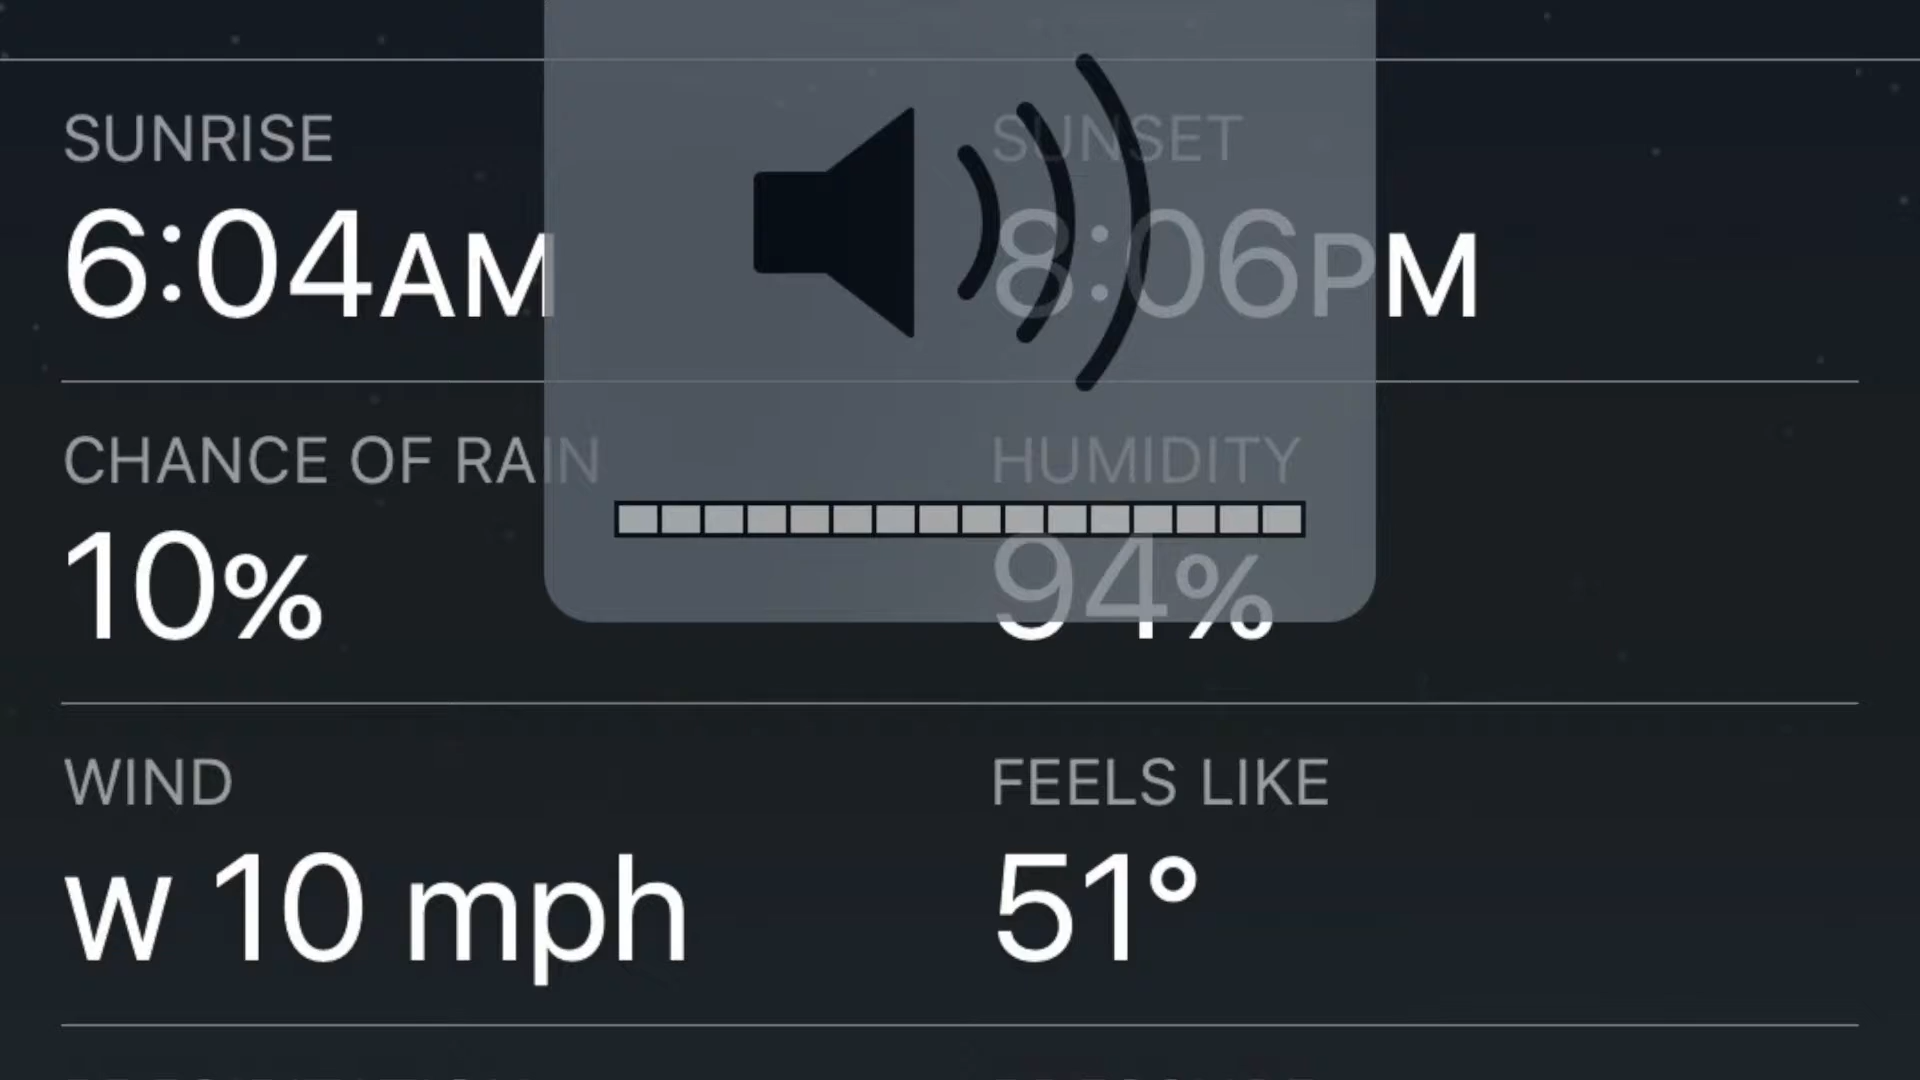 SUNRISE SUNSET
6:04AM 8:06PM
CHANCE OF RAIN HUMIDITY
10% 94%
WIND FEELS LIKE
W 10 mph 51°